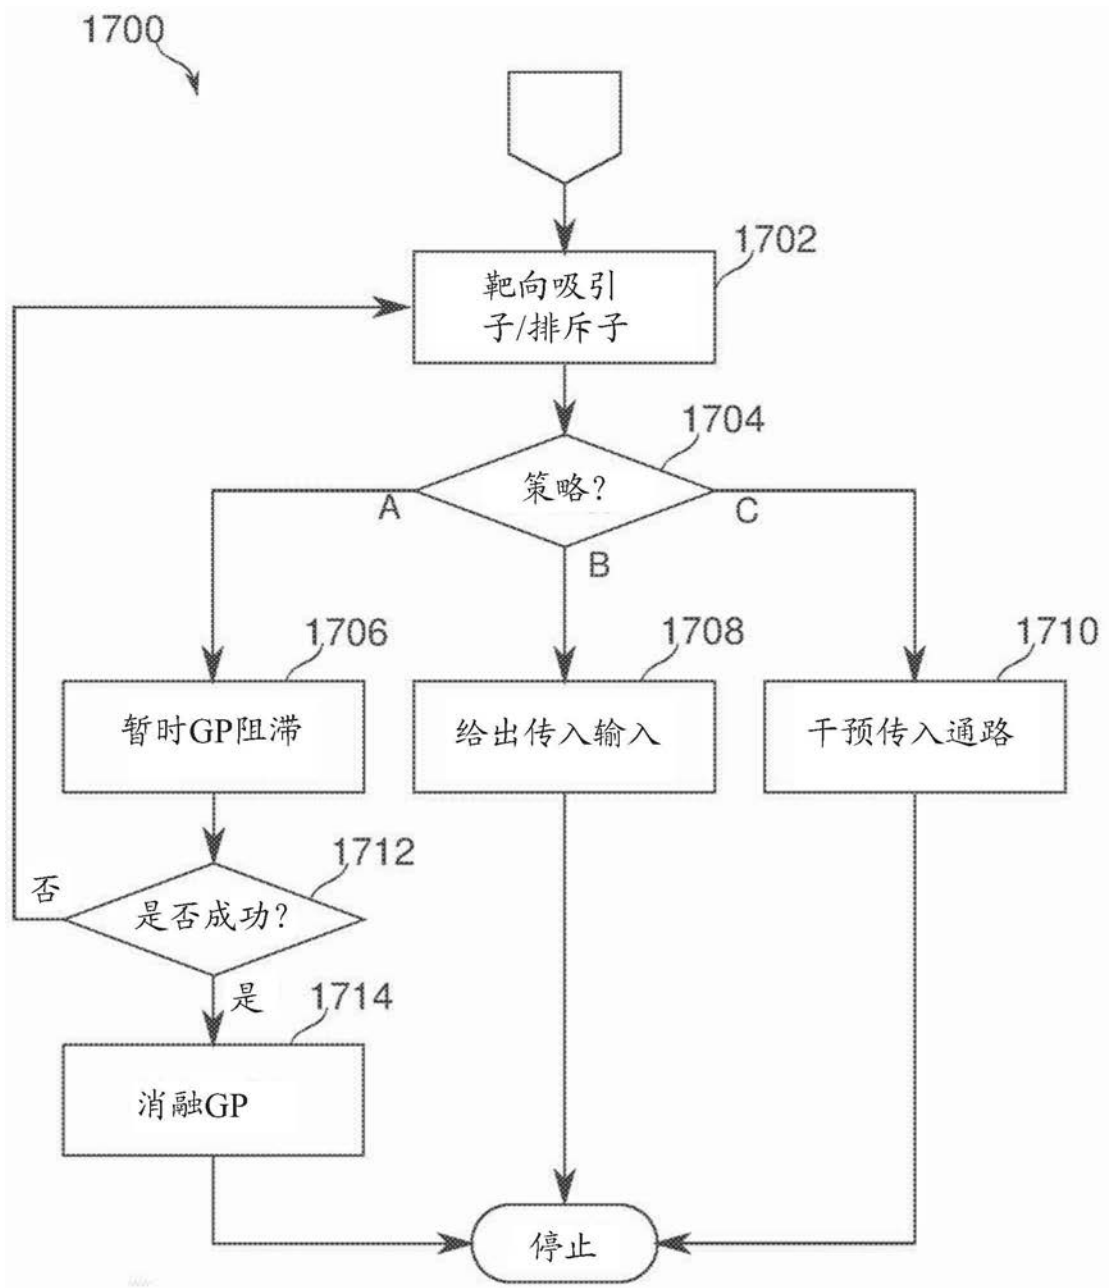 1700
1702
靶向吸引
子/排斥子
1704
策略?
A
C
B
1706
1708
1710
暂时GP阻滞
给出传入输入
干预传入通路
1712
否
是否成功?
是
1714
消融GP
停止